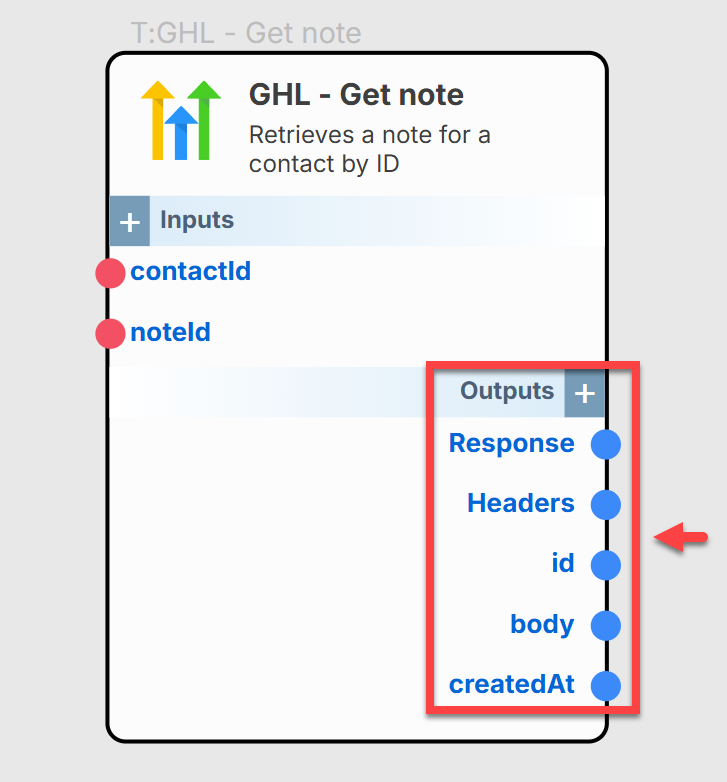 T:GHL - Get note
GHL - Get note
Retrieves a note for a
contact by ID
+ Inputs
contactId
noteId
Outputs +
Response
Headers
id
body
createdAt